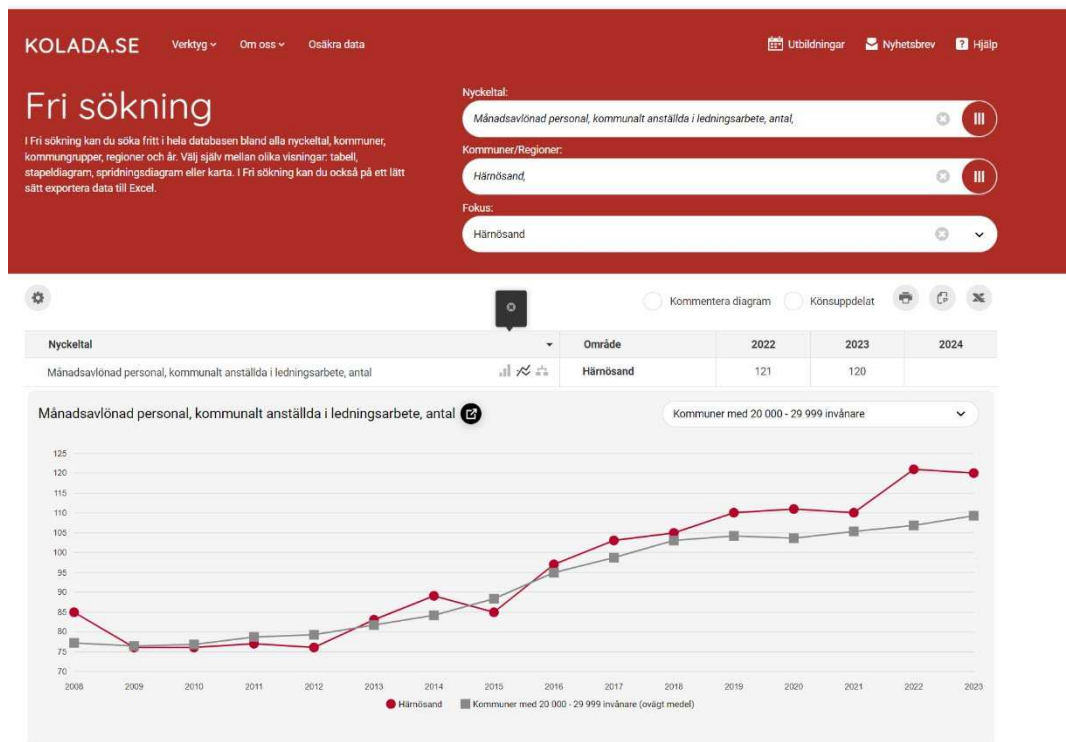 KOLADA.SE Verktyg Om oss Osäkra data Utbildningar Nyhetsbrev ? Hjälp
Fri sökning
I Fri sökning kan du söka fritt i hela databasen bland alla nyckeltal, kommuner,
kommungrupper, regioner och år. Välj själv mellan olika visningar: tabell,
stapeldiagram, spridningsdiagram eller karta. I Fri sökning kan du också på ett lätt
sätt exportera data till Excel.
Nyckeltal:
Månadsavlönad personal, kommunalt anställda i ledningsarbete, antal,
Kommuner/Regioner:
Härnösand,
Fokus:
Härnösand
Kommentera diagram Könsuppdelat
Nyckeltal Område 2022 2023 2024
Månadsavlönad personal, kommunalt anställda i ledningsarbete, antal Härnösand 121 120
Månadsavlönad personal, kommunalt anställda i ledningsarbete, antal Kommuner med 20 000 - 29 999 invånare
125
120
115
110
105
100
95
90
85
80
75
70
2008 2009 2010 2011 2012 2013 2014 2015 2016 2017 2018 2019 2020 2021 2022 2023
Härnösand Kommuner med 20 000 - 29 999 invånare (ovägt medel)